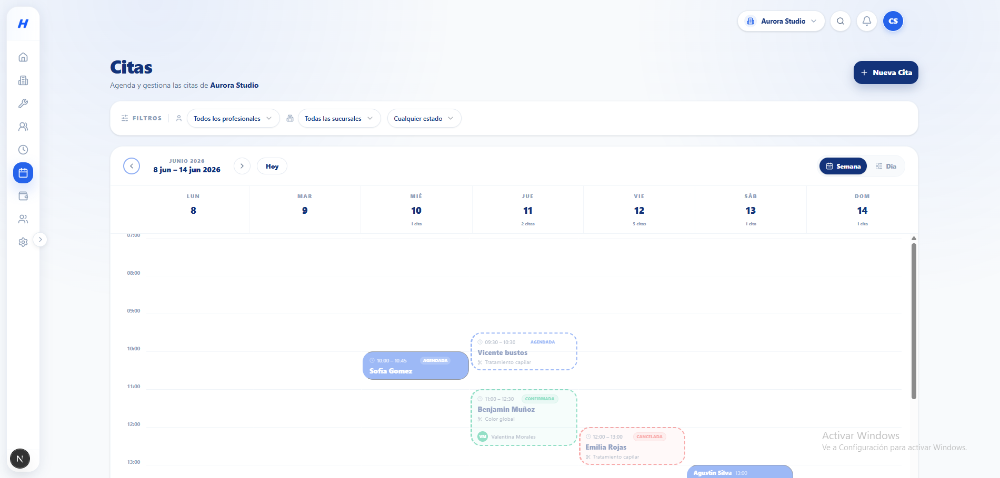 H
Aurora Studio
CS
Citas
Agenda y gestiona las citas de Aurora Studio
+ Nueva Cita
FILTROS
Todos los profesionales
Todas las sucursales
Cualquier estado
JUNIO 2026
8 jun – 14 jun 2026
Hoy
Semana
Día
LUN
8
MAR
9
MIÉ
10
1 cita
JUE
11
2 citas
VIE
12
5 citas
SÁB
13
1 cita
DOM
14
1 cita
07:00
08:00
09:00
10:00
11:00
12:00
13:00
10:00 – 10:45 AGENDADA
Sofia Gomez
09:30 – 10:30 AGENDADA
Vicente bustos
Tratamiento capilar
11:00 – 12:30 CONFIRMADA
Benjamin Muñoz
Color global
VM Valentina Morales
12:00 – 13:00 CANCELADA
Emilia Rojas
Tratamiento capilar
Agustin Silva 13:00
Activar Windows
Ve a Configuración para activar Windows.
N